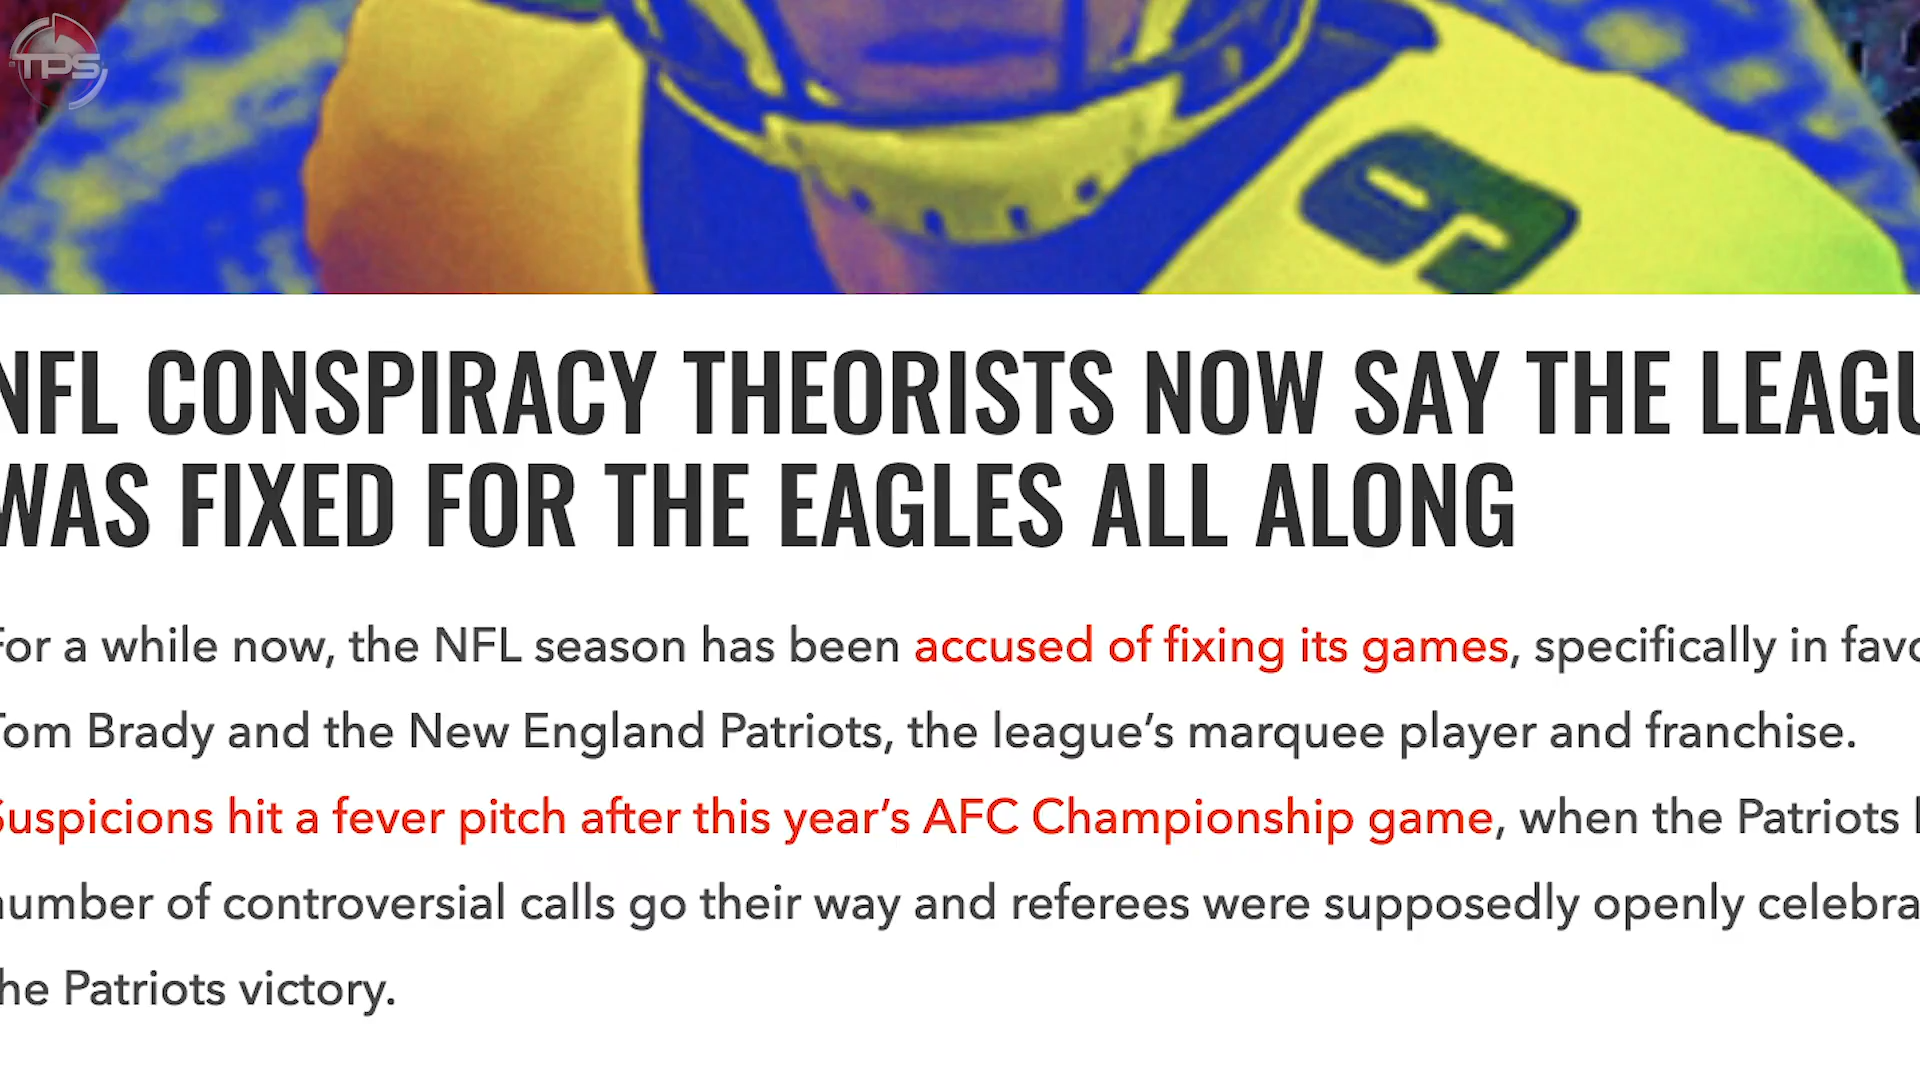 TPS
NFL CONSPIRACY THEORISTS NOW SAY THE LEAGU
WAS FIXED FOR THE EAGLES ALL ALONG
For a while now, the NFL season has been accused of fixing its games, specifically in favo
Tom Brady and the New England Patriots, the league’s marquee player and franchise.
Suspicions hit a fever pitch after this year’s AFC Championship game, when the Patriots
number of controversial calls go their way and referees were supposedly openly celebra
the Patriots victory.